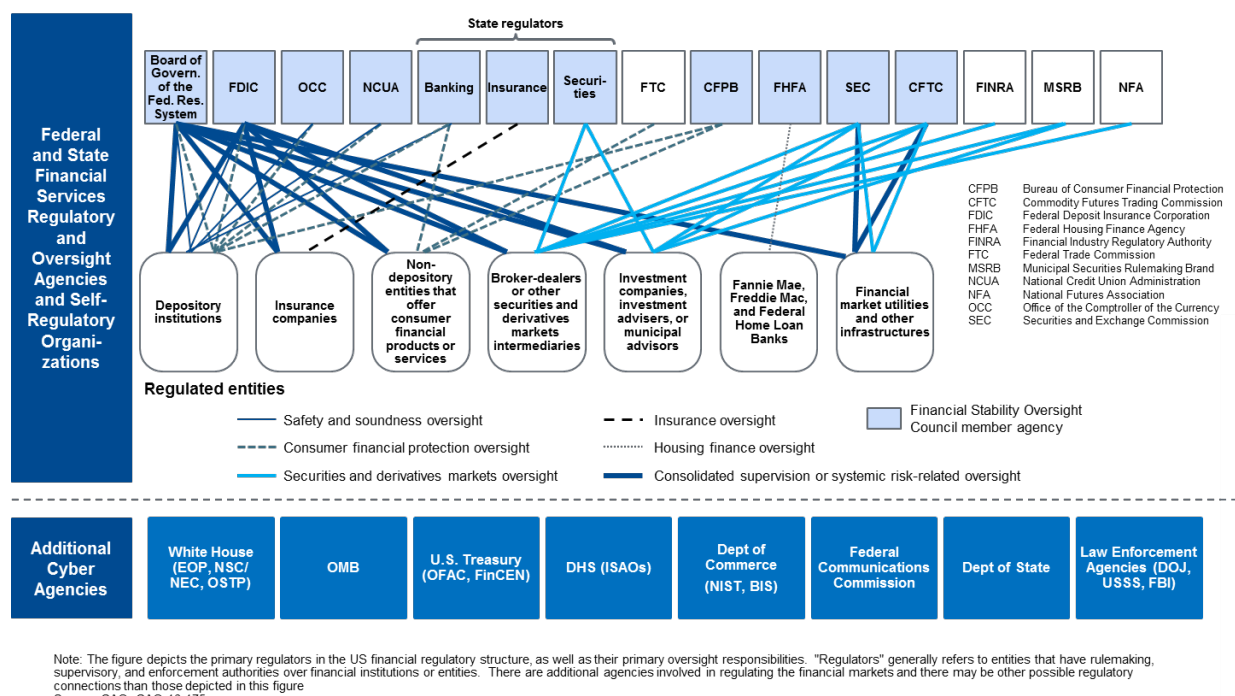 State regulators
Board of
Govern.
of the
Fed. Res.
System
FDIC
OCC
NCUA
Banking
Insurance
Securi-
ties
FTC
CFPB
FHFA
SEC
CFTC
FINRA
MSRB
NFA
Federal
and State
Financial
Services
Regulatory
and
Oversight
Agencies
and Self-
Regulatory
Organi-
zations
CFPB Bureau of Consumer Financial Protection
CFTC Commodity Futures Trading Commission
FDIC Federal Deposit Insurance Corporation
FHFA Federal Housing Finance Agency
FINRA Financial Industry Regulatory Authority
FTC Federal Trade Commission
MSRB Municipal Securities Rulemaking Brand
NCUA National Credit Union Administration
NFA National Futures Association
OCC Office of the Comptroller of the Currency
SEC Securities and Exchange Commission
Depository
institutions
Insurance
companies
Non-
depository
entities that
offer
consumer
financial
products or
services
Broker-dealers
or other
securities and
derivatives
markets
intermediaries
Investment
companies,
investment
advisers, or
municipal
advisors
Fannie Mae,
Freddie Mac,
and Federal
Home Loan
Banks
Financial
market utilities
and other
infrastructures
Regulated entities
Safety and soundness oversight
Consumer financial protection oversight
Securities and derivatives markets oversight
Insurance oversight
Housing finance oversight
Consolidated supervision or systemic risk-related oversight
Financial Stability Oversight
Council member agency
Additional
Cyber
Agencies
White House
(EOP, NSC/
NEC, OSTP)
OMB
U.S. Treasury
(OFAC, FinCEN)
DHS (ISAOs)
Dept of
Commerce
(NIST, BIS)
Federal
Communications
Commission
Dept of State
Law Enforcement
Agencies (DOJ,
USSS, FBI)
Note: The figure depicts the primary regulators in the US financial regulatory structure, as well as their primary oversight responsibilities. "Regulators" generally refers to entities that have rulemaking,
supervisory, and enforcement authorities over financial institutions or entities. There are additional agencies involved in regulating the financial markets and there may be other possible regulatory
connections than those depicted in this figure